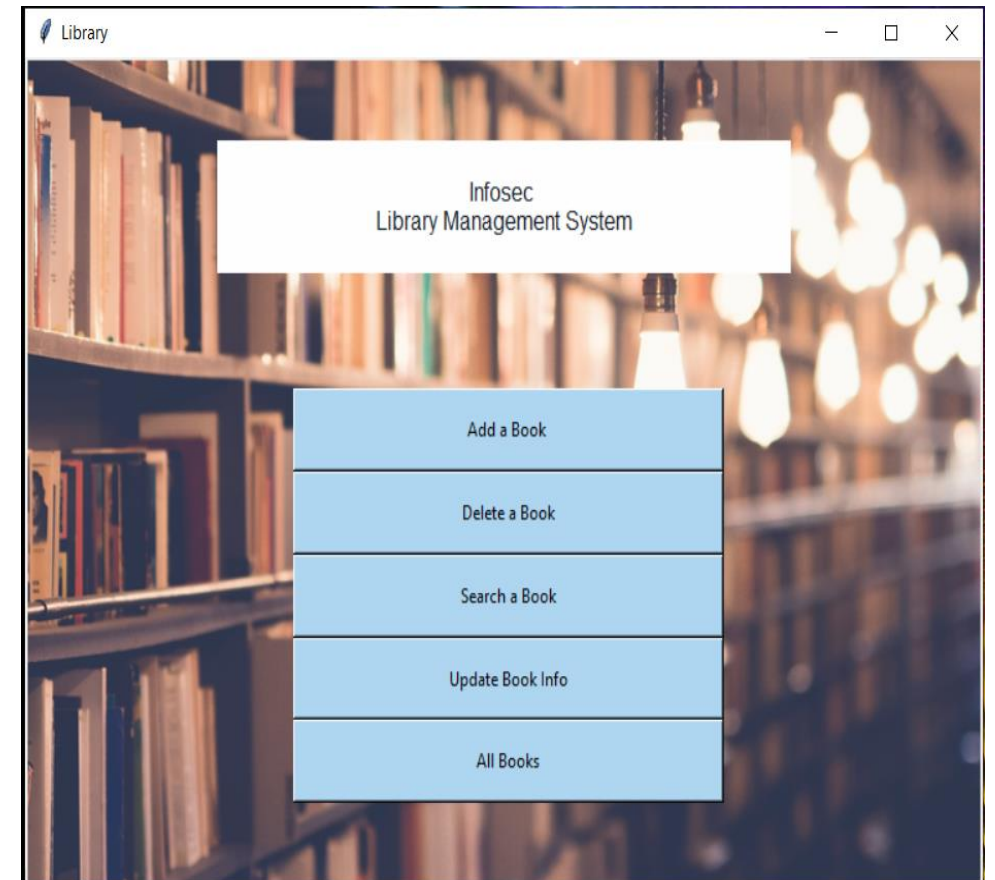 Library
Infosec
Library Management System
Add a Book
Delete a Book
Search a Book
Update Book Info
All Books